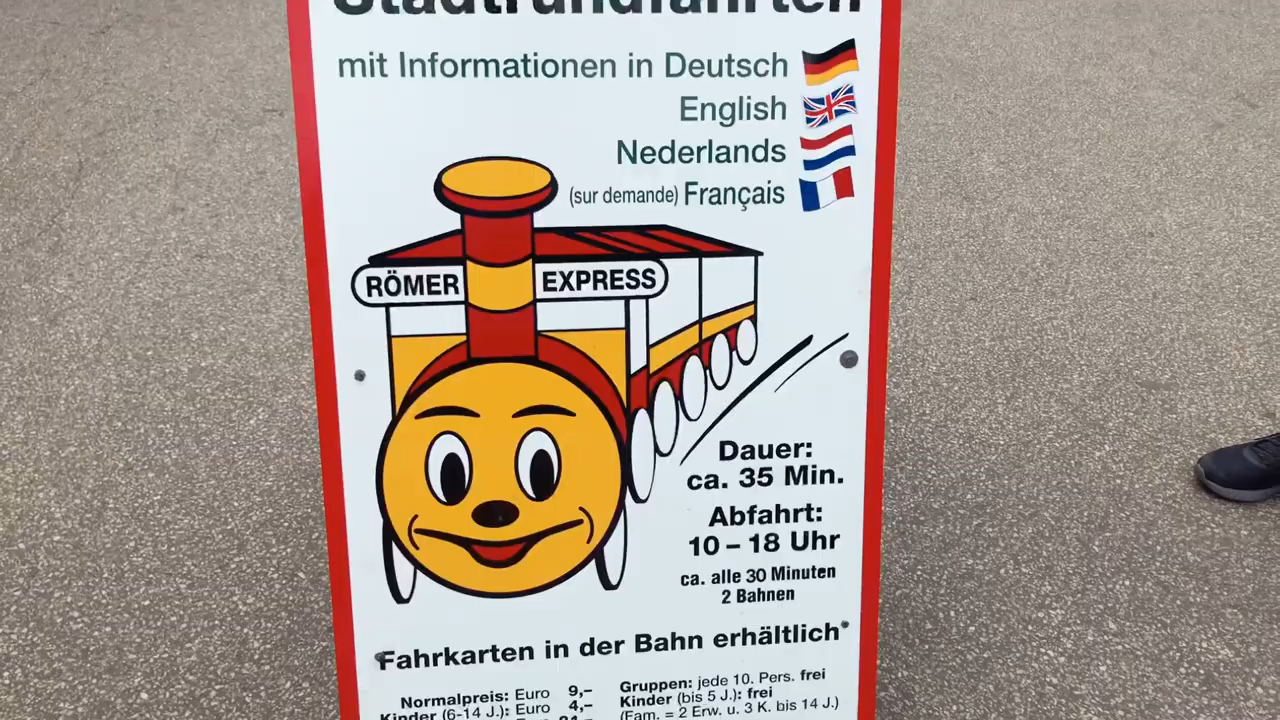 Stadtrundfahrten
mit Informationen in Deutsch
English
Nederlands
(sur demande) Français
RÖMER EXPRESS
Dauer:
ca. 35 Min.
Abfahrt:
10 – 18 Uhr
ca. alle 30 Minuten
2 Bahnen
Fahrkarten in der Bahn erhältlich
Normalpreis: Euro 9,–
Kinder (6-14 J.): Euro 4,–
Gruppen: jede 10. Pers. frei
Kinder (bis 5 J.): frei
(Fam. = 2 Erw. u. 3 K. bis 14 J.)